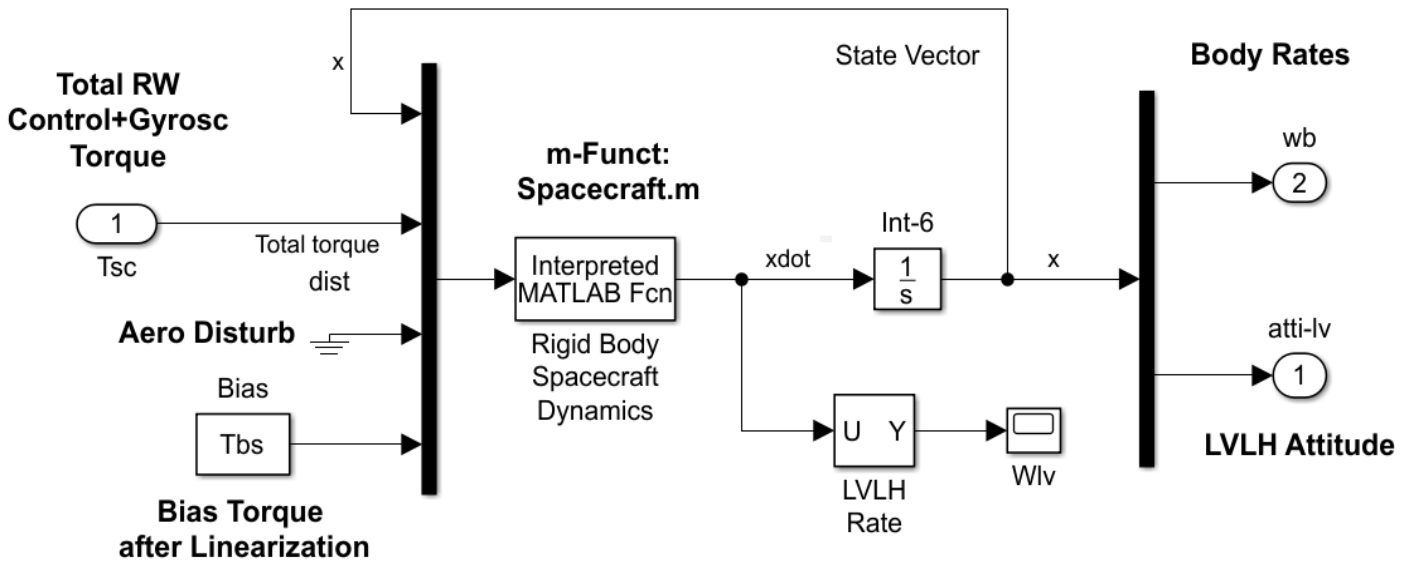 x
State Vector
Body Rates
Total RW
Control+Gyrosc
Torque
1
Tsc
Total torque
dist
Aero Disturb
Bias
Tbs
Bias Torque
after Linearization
m-Funct:
Spacecraft.m
Interpreted
MATLAB Fcn
Rigid Body
Spacecraft
Dynamics
xdot
Int-6
1
s
x
U Y
LVLH
Rate
Wlv
wb
2
atti-lv
1
LVLH Attitude